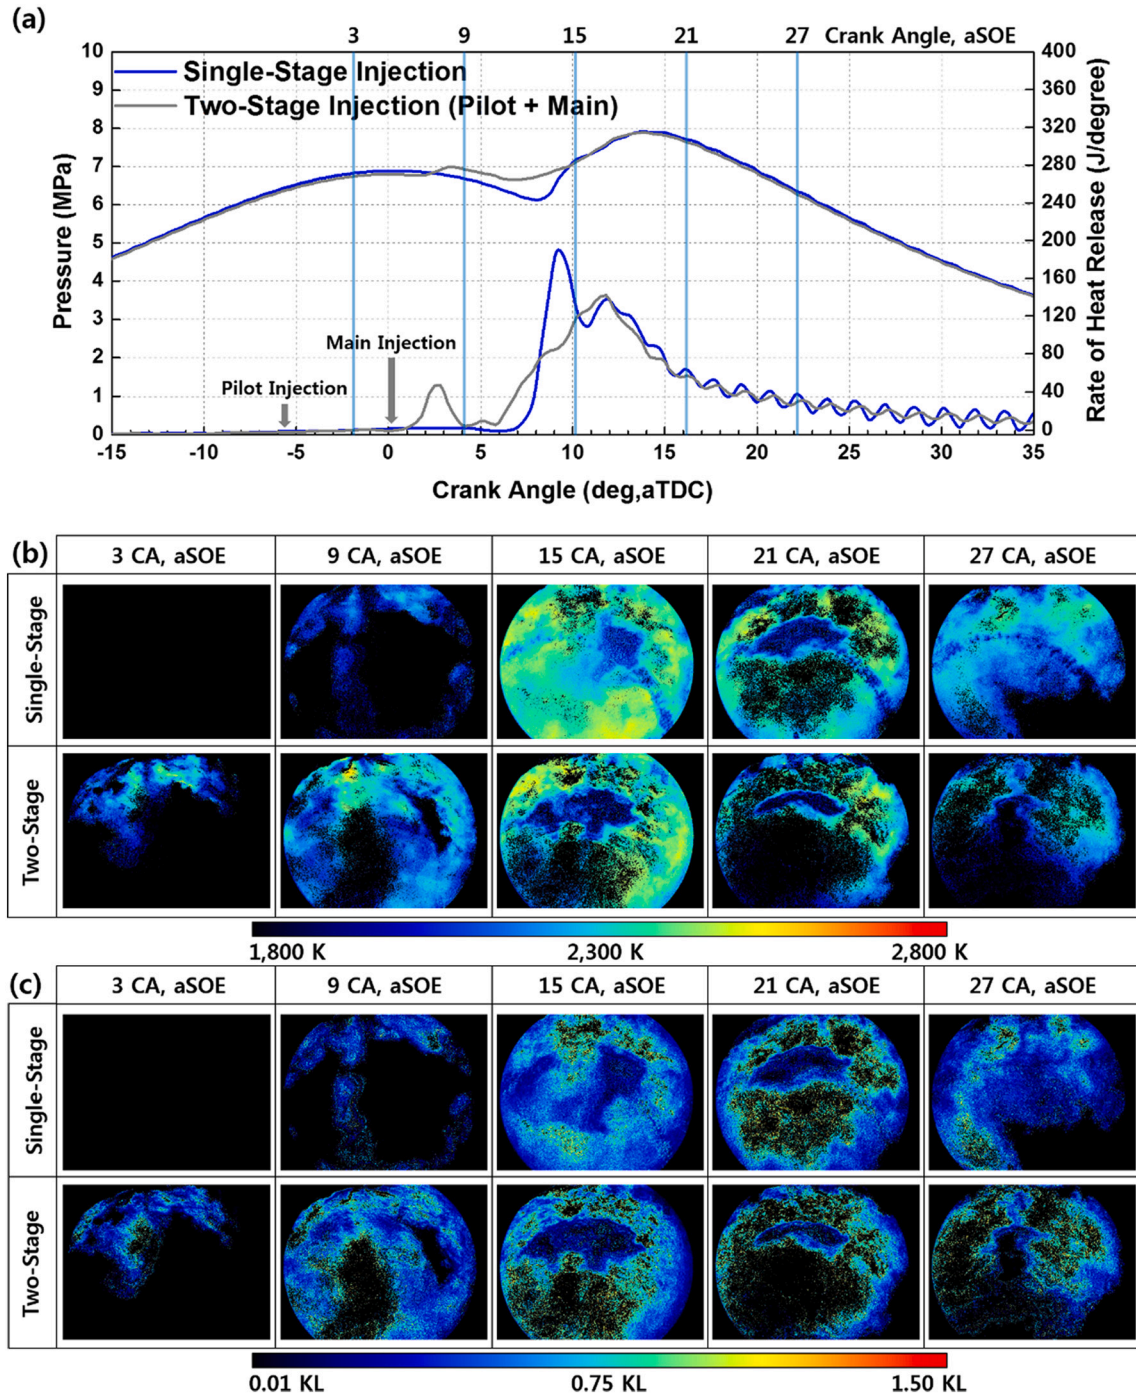 (a)
3 9 15 21 27 Crank Angle, aSOE
10 400
Single-Stage Injection
9 360
Two-Stage Injection (Pilot + Main)
8 320
7 280
6 240
5 200
4 160
3 120
Main Injection
2 80
Pilot Injection
1 40
0 0
Pressure (MPa)
Rate of Heat Release (J/degree)
-15 -10 -5 0 5 10 15 20 25 30 35
Crank Angle (deg,aTDC)
(b)
3 CA, aSOE 9 CA, aSOE 15 CA, aSOE 21 CA, aSOE 27 CA, aSOE
Single-Stage
Two-Stage
1,800 K 2,300 K 2,800 K
(c)
3 CA, aSOE 9 CA, aSOE 15 CA, aSOE 21 CA, aSOE 27 CA, aSOE
Single-Stage
Two-Stage
0.01 KL 0.75 KL 1.50 KL